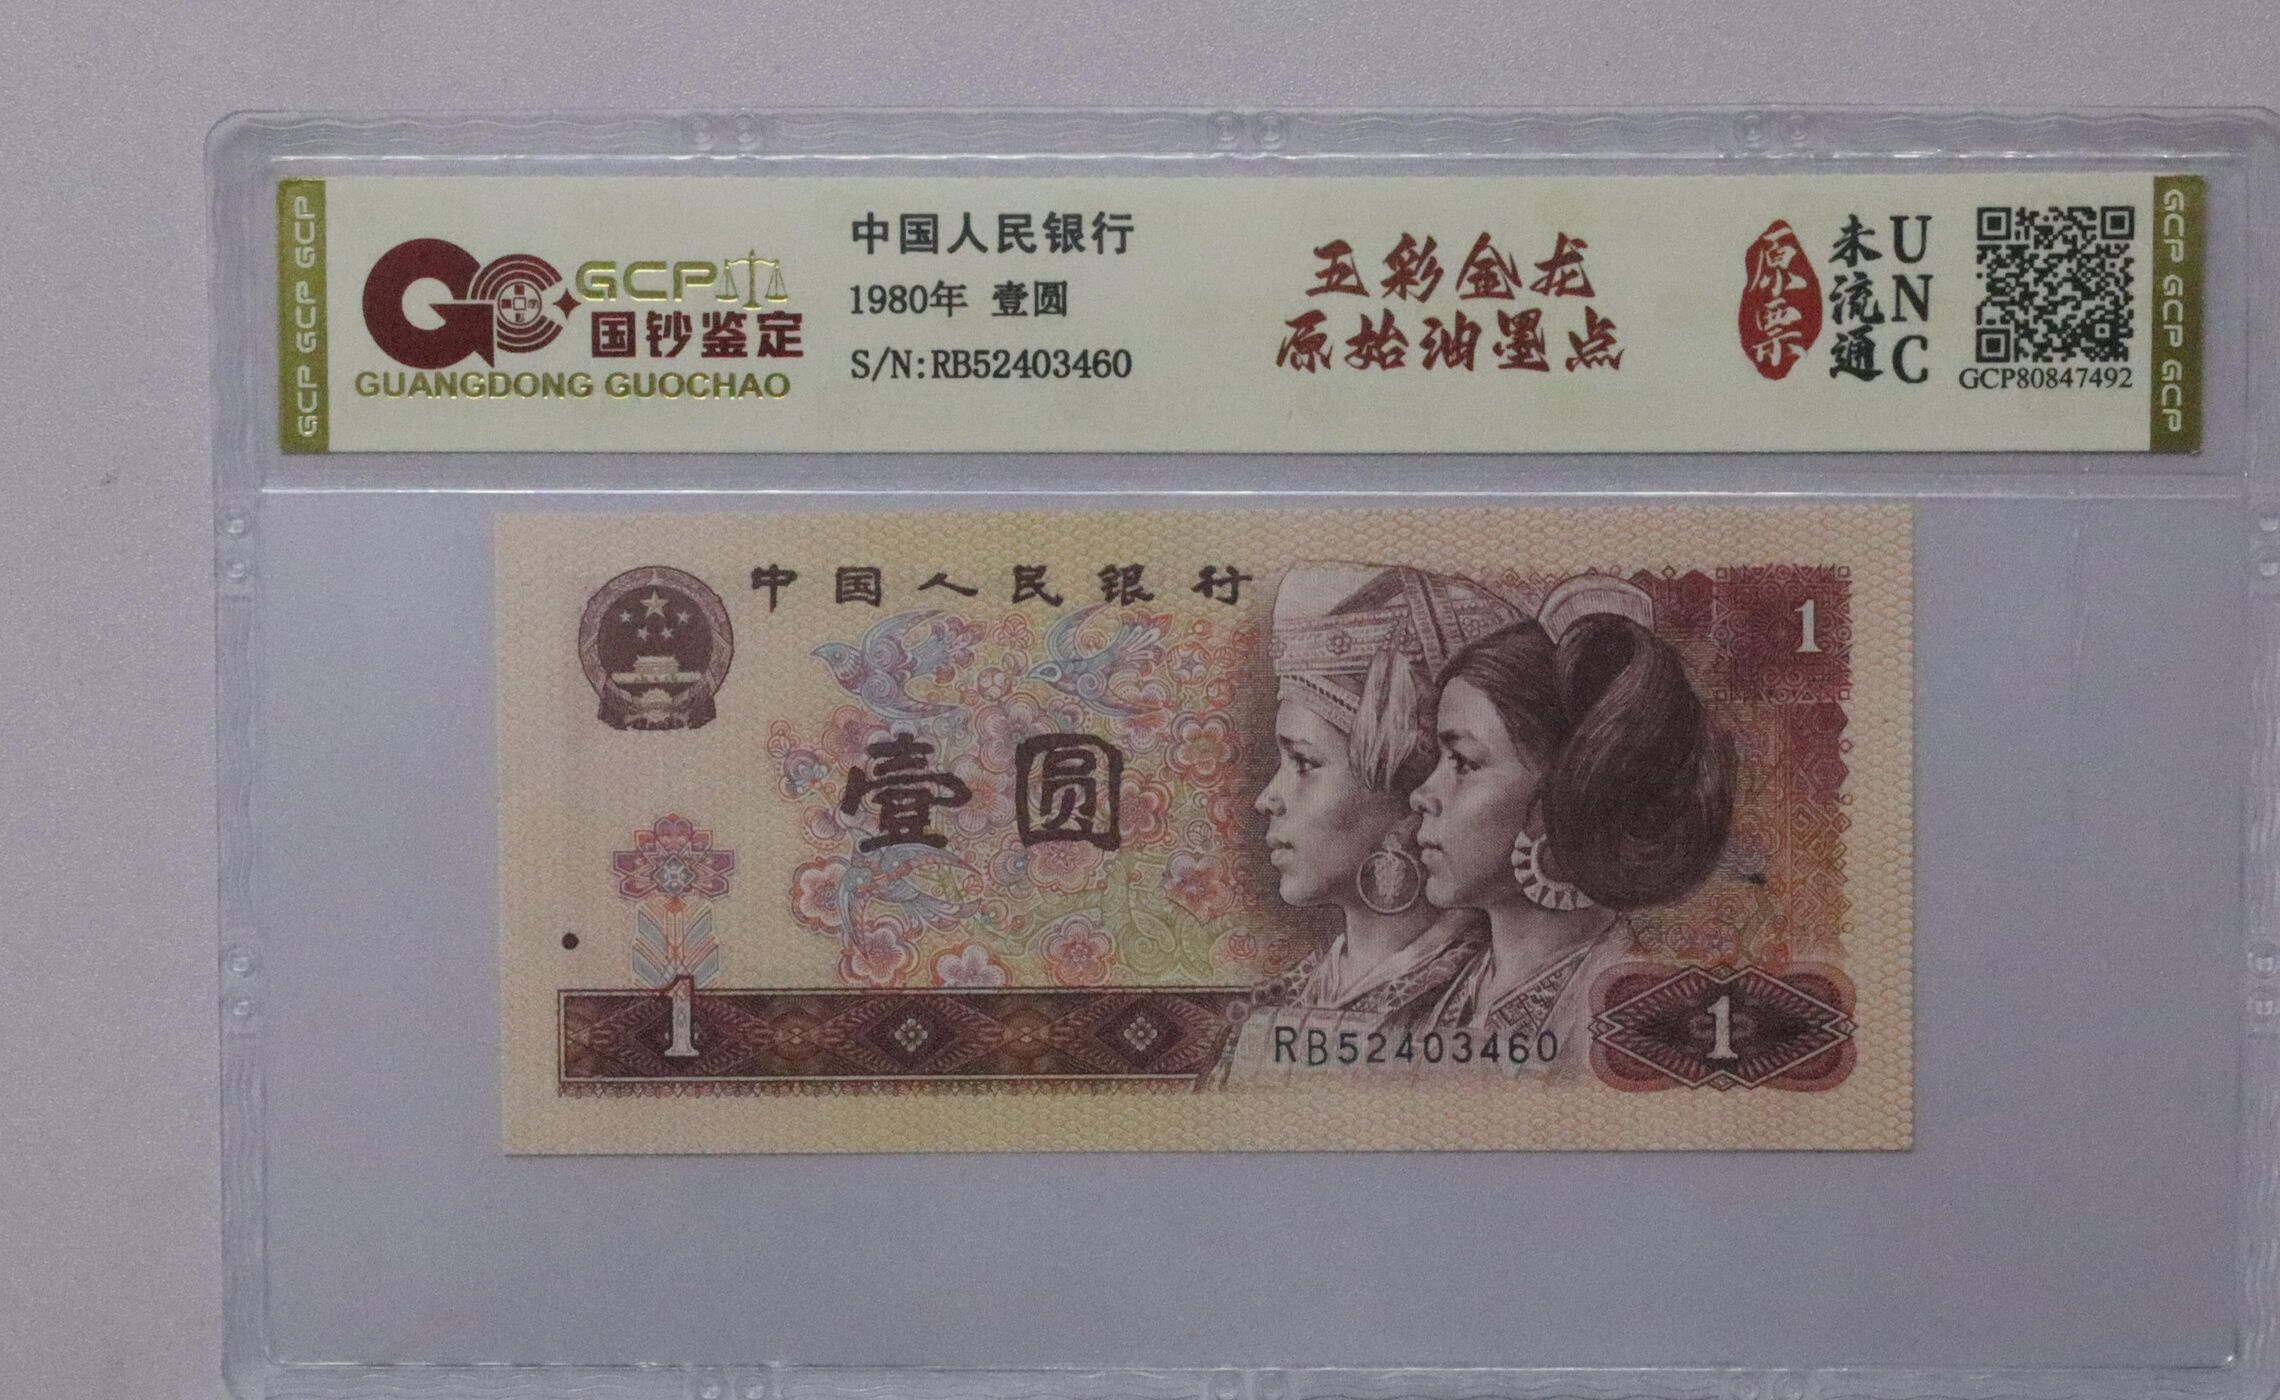 GCP GCP GCP
GCP
国钞鉴定
GUANGDONG GUOCHAO
中国人民银行
1980年 壹圆
S/N:RB52403460
五彩金龙
原始油墨点
原票
未流通
UNC
GCP80847492
GCP GCP GCP
中国人民银行
1
壹圆
1
RB52403460
1